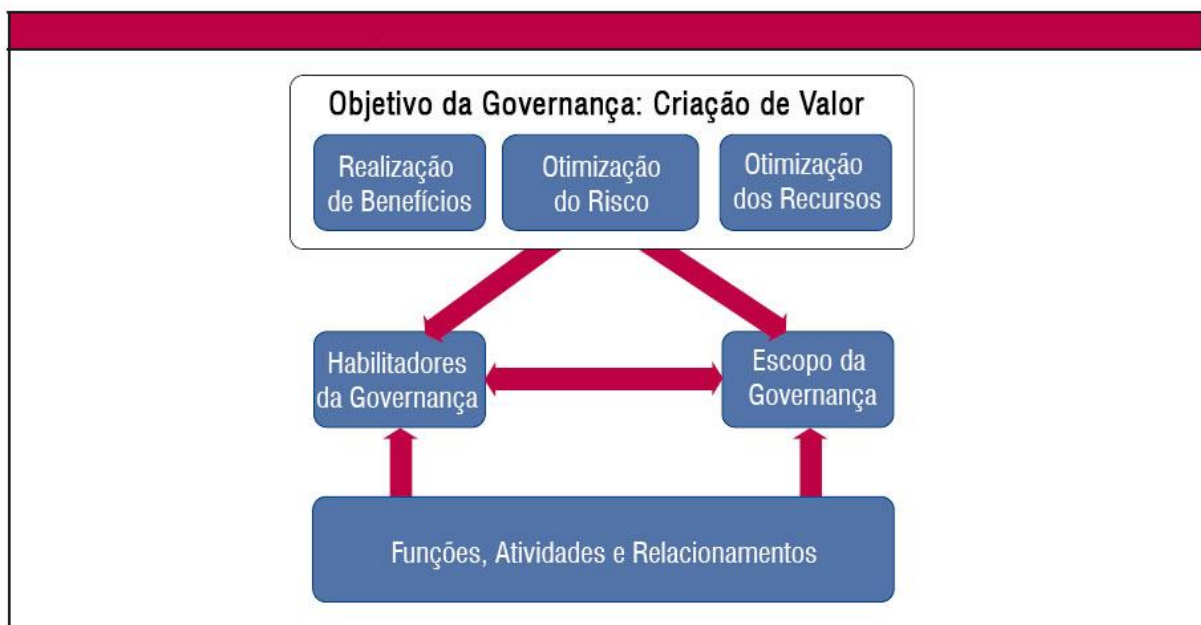 Objetivo da Governança: Criação de Valor
Realização
de Benefícios
Otimização
do Risco
Otimização
dos Recursos
Habilitadores
da Governança
Escopo da
Governança
Funções, Atividades e Relacionamentos